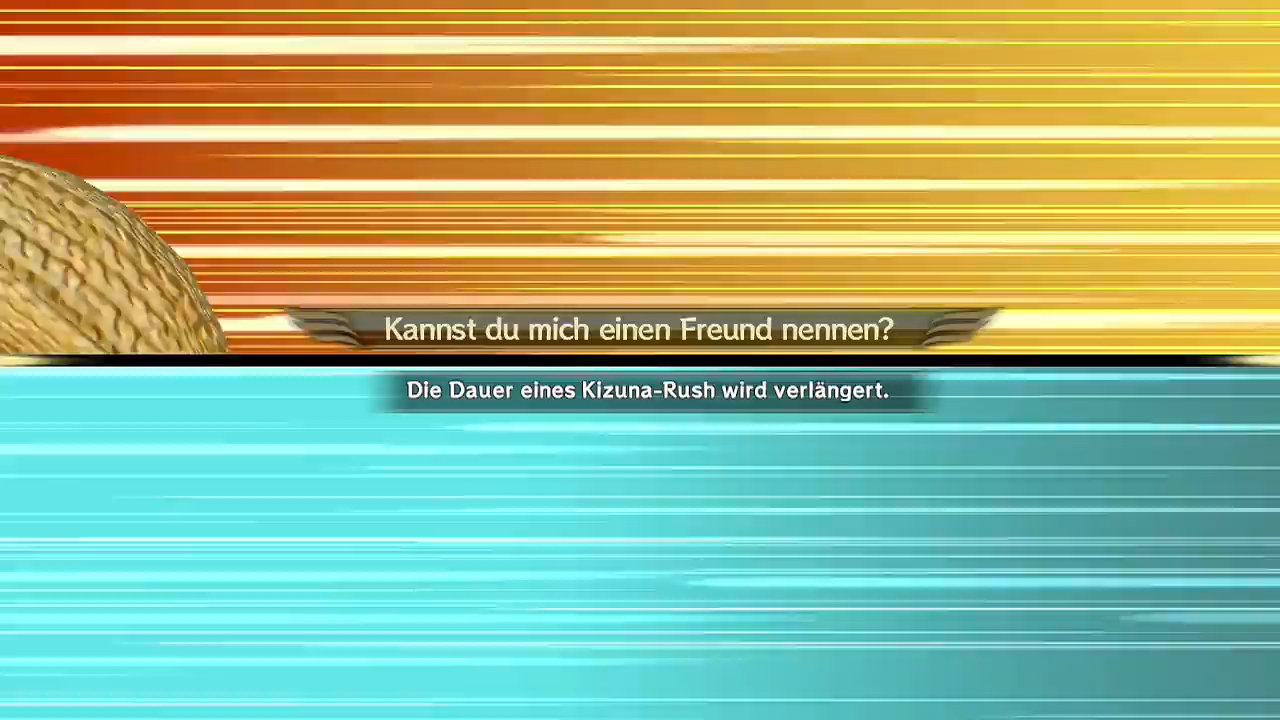 Kannst du mich einen Freund nennen?
Die Dauer eines Kizuna-Rush wird verlängert.